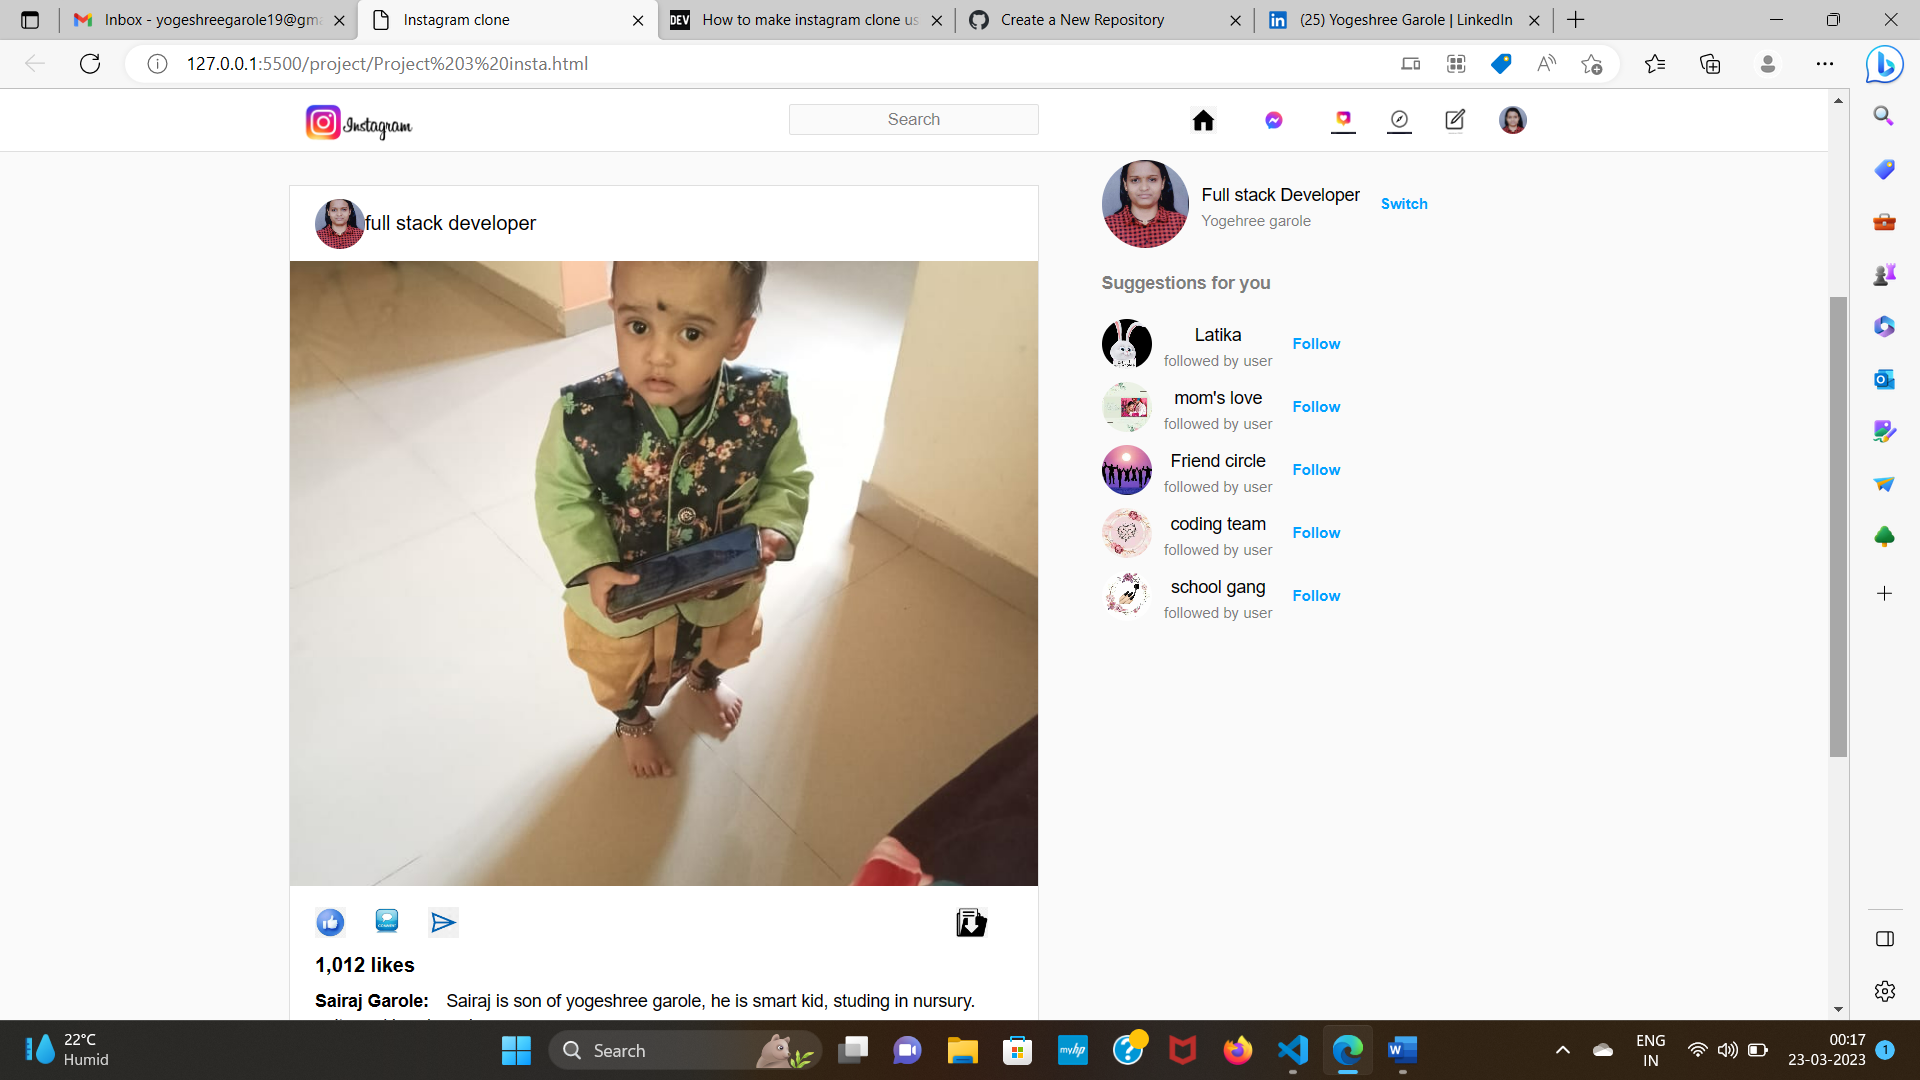 Inbox - yogeshreegarole19@gm
Instagram clone
DEV
How to make instagram clone us
Create a New Repository
(25) Yogeshree Garole | LinkedIn
127.0.0.1:5500/project/Project%203%20insta.html
Instagram
Search
full stack developer
Full stack Developer
Yogehree garole
Switch
Suggestions for you
Latika
followed by user
Follow
mom's love
followed by user
Follow
Friend circle
followed by user
Follow
coding team
followed by user
Follow
school gang
followed by user
Follow
1,012 likes
Sairaj Garole: Sairaj is son of yogeshree garole, he is smart kid, studing in nursury.
22°C
Humid
Search
myhp
ENG
IN
00:17
23-03-2023
1